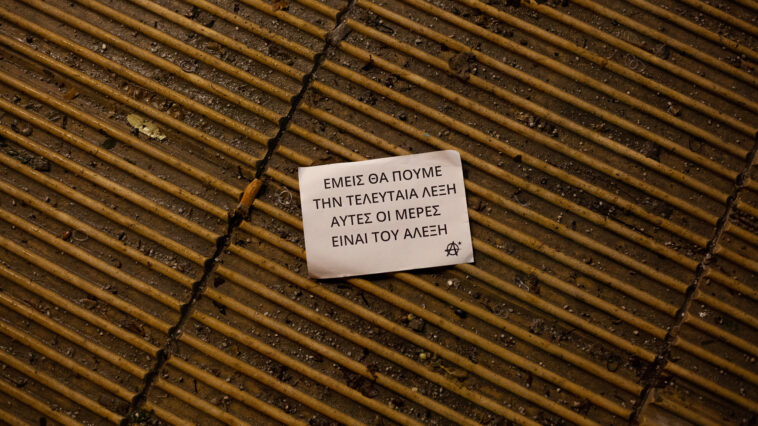 ΕΜΕΙΣ ΘΑ ΠΟΥΜΕ
ΤΗΝ ΤΕΛΕΥΤΑΙΑ ΛΕΞΗ
ΑΥΤΕΣ ΟΙ ΜΕΡΕΣ
ΕΙΝΑΙ ΤΟΥ ΑΛΕΞΗ